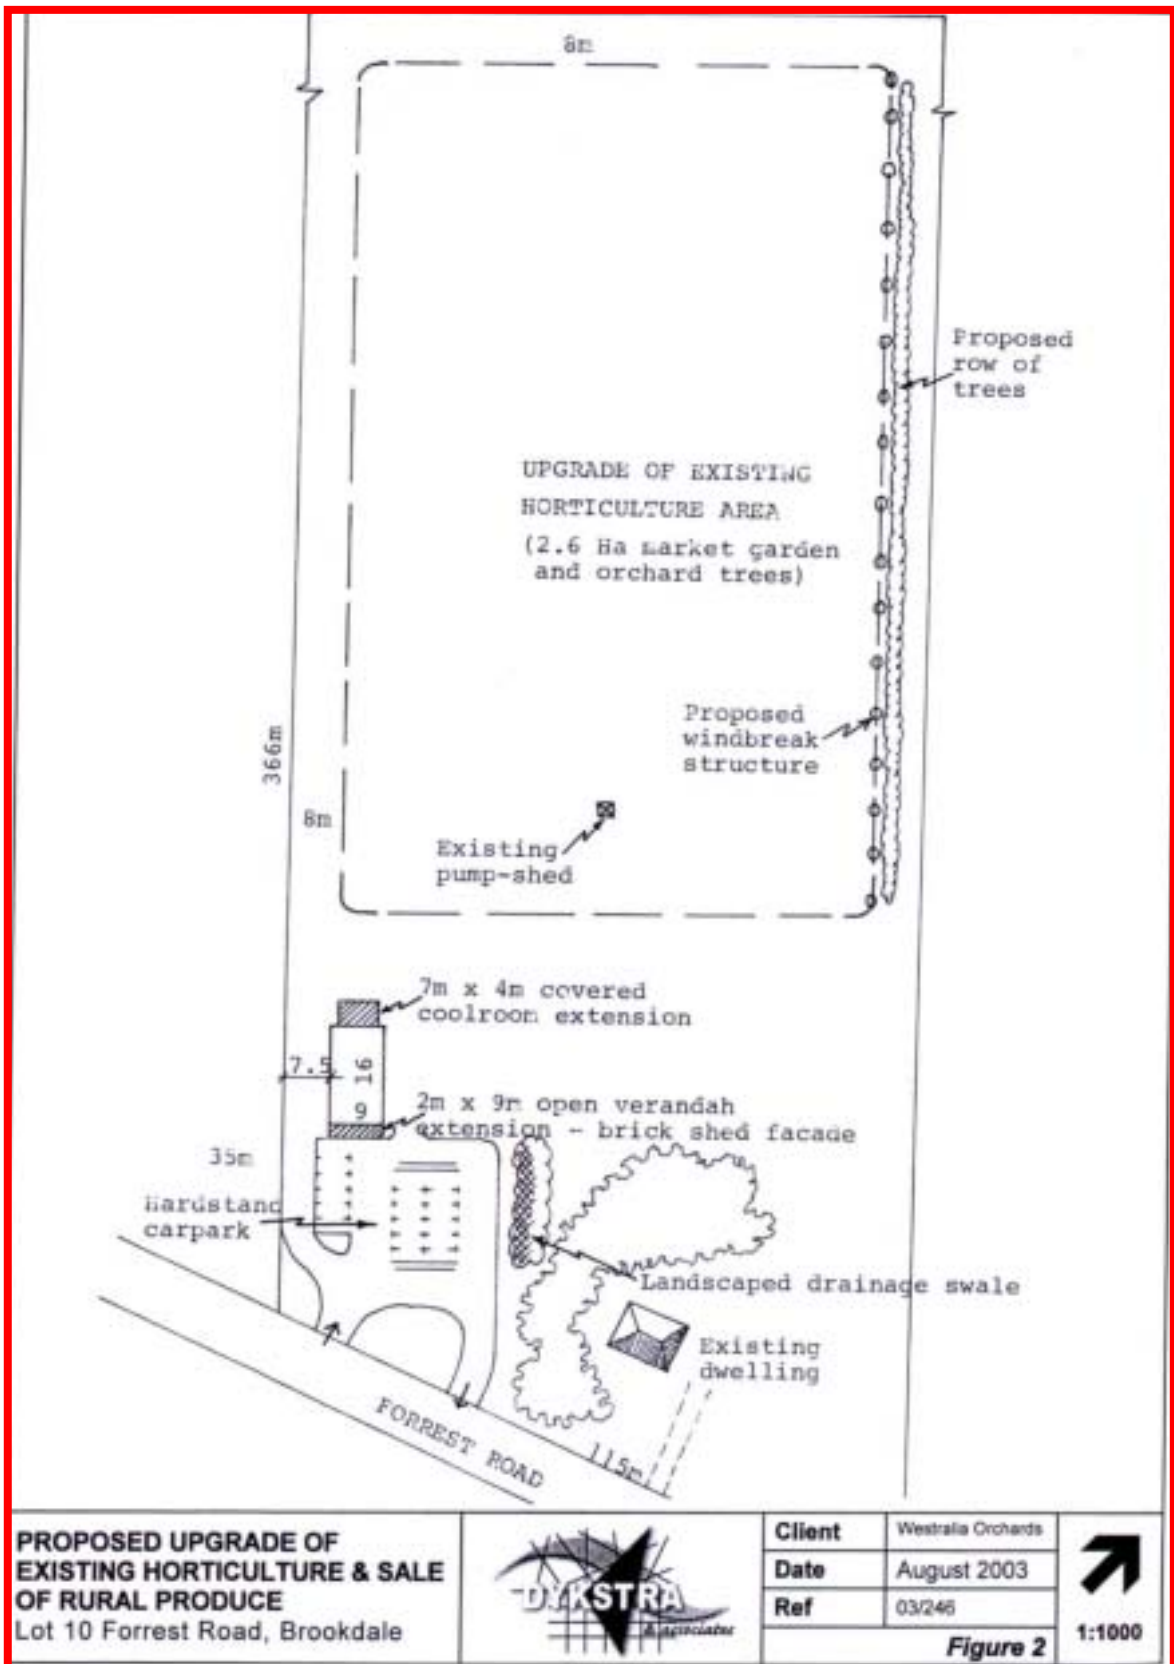 8m
Proposed
row of
trees
UPGRADE OF EXISTING
HORTICULTURE AREA
(2.6 Ha market garden
and orchard trees)
Proposed
windbreak
structure
366m
8m
Existing
pump-shed
7m x 4m covered
coolroom extension
7.5
16
9
2m x 9m open verandah
extension - brick shed facade
35m
Hardstand
carpark
Landscaped drainage swale
Existing
dwelling
FORREST ROAD
115m
PROPOSED UPGRADE OF
EXISTING HORTICULTURE & SALE
OF RURAL PRODUCE
Lot 10 Forrest Road, Brookdale
DYKSTRA
& associates
Client Westralia Orchards
Date August 2003
Ref 03/246
Figure 2
1:1000